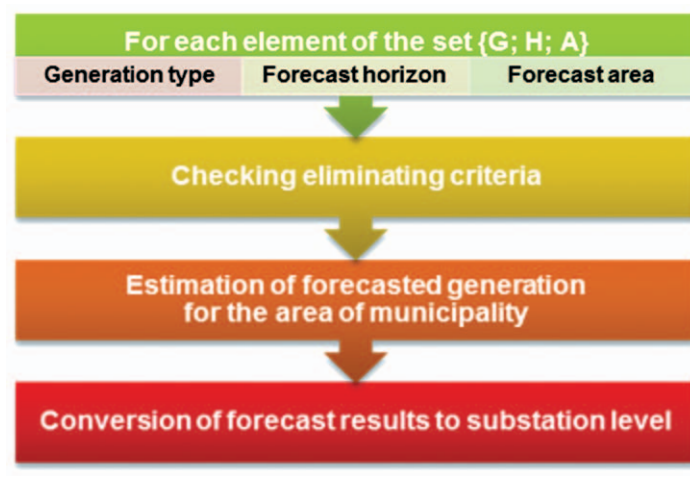 For each element of the set {G; H; A}
Generation type Forecast horizon Forecast area
Checking eliminating criteria
Estimation of forecasted generation
for the area of municipality
Conversion of forecast results to substation level